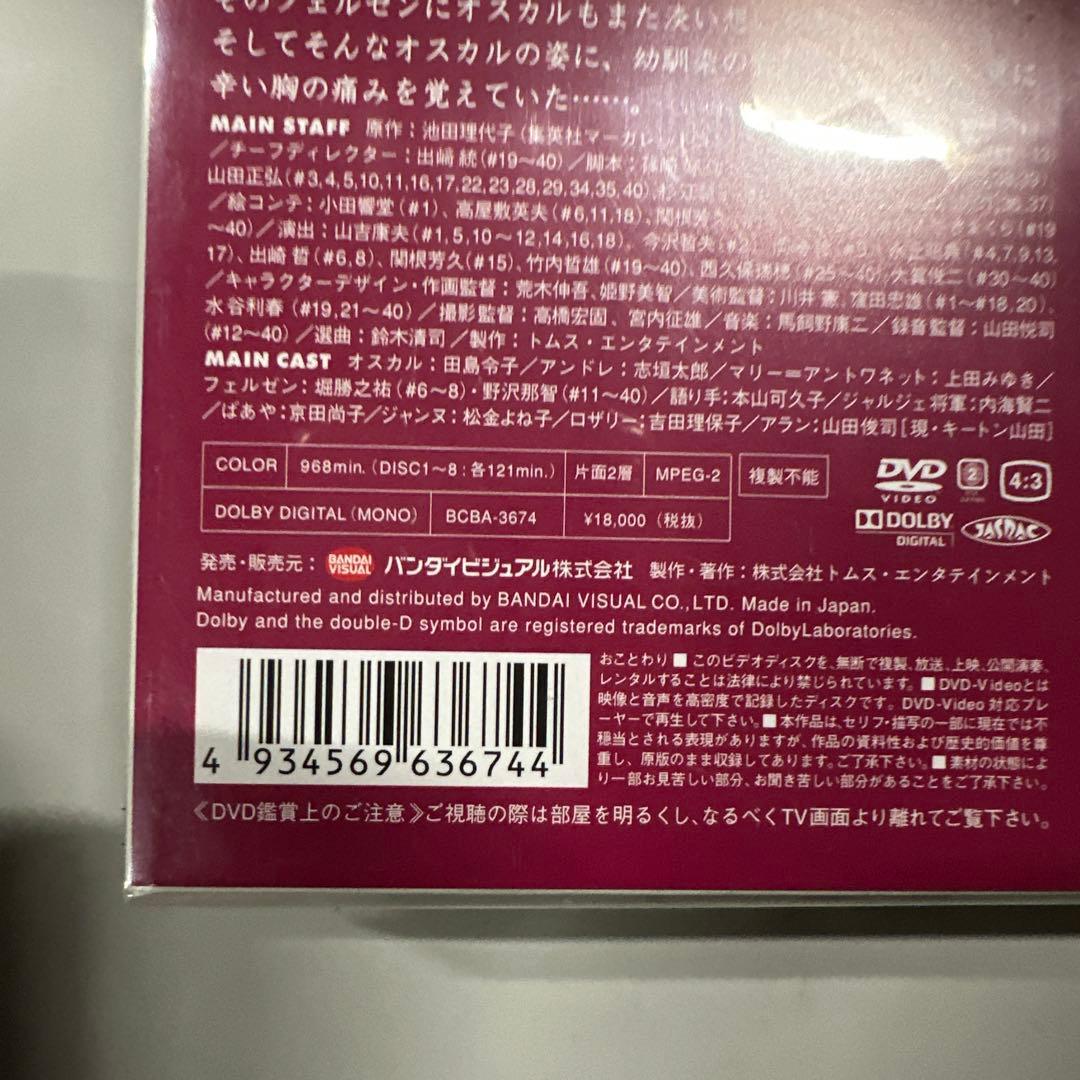 そのフェルゼンにオスカルもまた淡い想
そしてそんなオスカルの姿に、幼馴染の
辛い胸の痛みを覚えていた……。
MAIN STAFF 原作：池田理代子（集英社マーガレット
／チーフディレクター：出﨑 統（#19〜40）／脚本：篠崎
山田正弘（#3,4,5,10,11,16,17,22,23,28,29,34,35,40）、杉江
／絵コンテ：小田響堂（#1）、高屋敷英夫（#6,11,18）、関根芳 （#19
〜40）／演出：山吉康夫（#1,5,10〜12,14,16,18）、今沢哲男 （#4,7,9,13,
17）、出崎 哲（#6,8）、関根芳久（#15）、竹内哲雄（#19〜40）、西久保瑞穂（#25〜40）、大賀俊二（#30〜40）
／キャラクターデザイン・作画監督：荒木伸吾、姫野美智／美術監督：川井 憲、窪田忠雄（#1〜#18,20）、
水谷利春（#19,21〜40）／撮影監督：高橋宏固、宮内征雄／音楽：馬飼野康二／録音監督：山田悦司
（#12〜40）／選曲：鈴木清司／製作：トムス・エンタテインメント
MAIN CAST オスカル：田島令子／アンドレ：志垣太郎／マリー＝アントワネット：上田みゆき／
フェルゼン：堀勝之祐（#6〜8）・野沢那智（#11〜40）／語り手：本山可久子／ジャルジェ将軍：内海賢二
／ばあや：京田尚子／ジャンヌ：松金よね子／ロザリー：吉田理保子／アラン：山田俊司［現・キートン山田］
COLOR 968min.（DISC1〜8：各121min.） 片面2層 MPEG-2 複製不能
DVD VIDEO 2 4:3
DOLBY DIGITAL（MONO） BCBA-3674 ¥18,000（税抜）
DOLBY DIGITAL JASRAC
発売・販売元： BANDAI VISUAL バンダイビジュアル株式会社 製作・著作：株式会社トムス・エンタテインメント
Manufactured and distributed by BANDAI VISUAL CO.,LTD. Made in Japan.
Dolby and the double-D symbol are registered trademarks of DolbyLaboratories.
おことわり■このビデオディスクを、無断で複製、放送、上映、公開演奏、
レンタルすることは法律により禁じられています。■DVD-Videoとは
映像と音声を高密度で記録したディスクです。DVD-Video対応プレ
ーヤーで再生して下さい。■本作品は、セリフ・描写の一部に現在では不
穏当とされる表現がありますが、作品の資料性および歴史的価値を尊
重し、原版のまま収録してあります。ご了承下さい。■素材の状態によ
り一部お見苦しい部分、お聞き苦しい部分があることをご了承下さい。
4 934569 636744
《DVD鑑賞上のご注意》ご視聴の際は部屋を明るくし、なるべくTV画面より離れてご覧下さい。